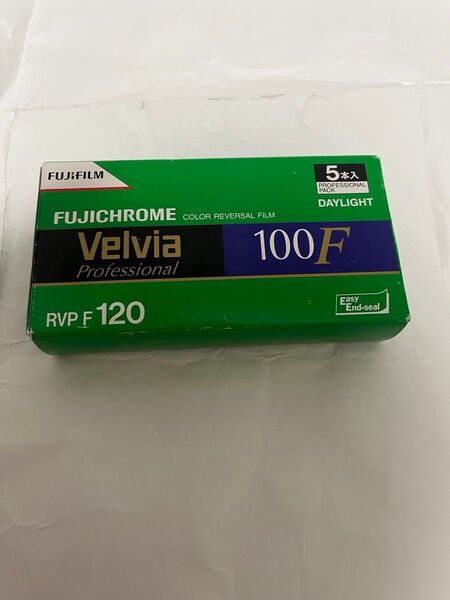 FUJIFILM
5本入
PROFESSIONAL
PACK
DAYLIGHT
FUJICHROME COLOR REVERSAL FILM
Velvia
Professional
100F
RVP F 120
Easy
End-seal